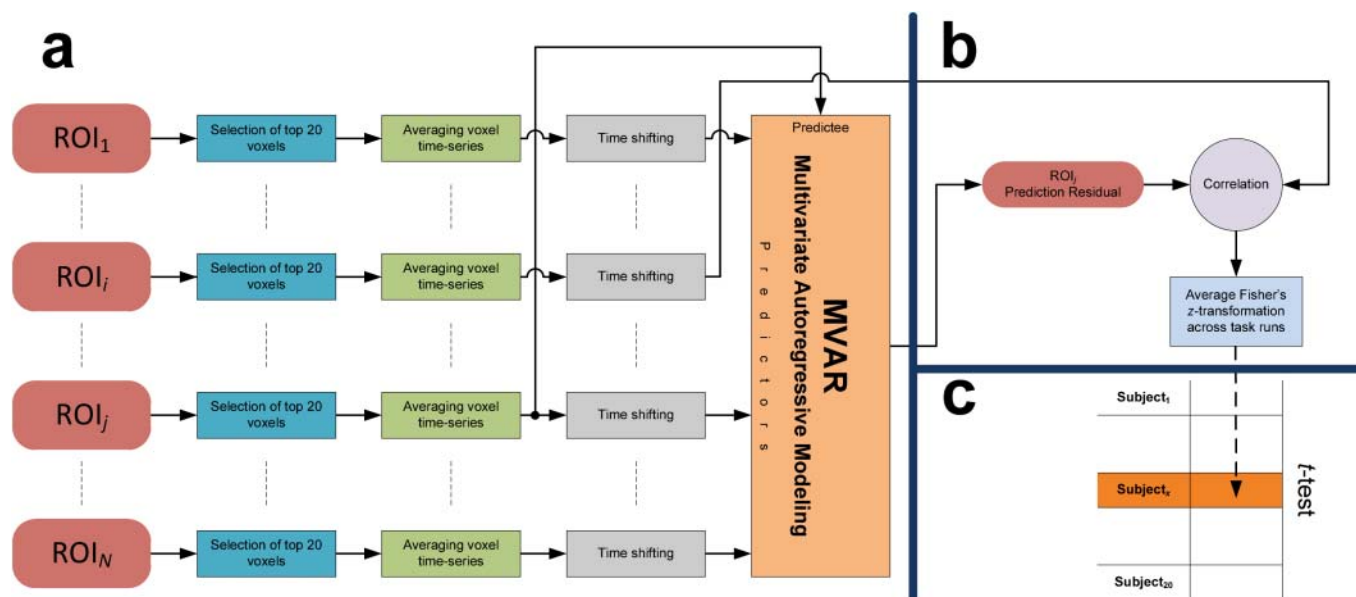 a
ROI1
Selection of top 20
voxels
Averaging voxel
time-series
Time shifting
ROIi
Selection of top 20
voxels
Averaging voxel
time-series
Time shifting
ROIj
Selection of top 20
voxels
Averaging voxel
time-series
Time shifting
ROIN
Selection of top 20
voxels
Averaging voxel
time-series
Time shifting
Predictee
Predictors
Multivariate Autoregressive Modeling
MVAR
b
ROIj
Prediction Residual
Correlation
Average Fisher's
z-transformation
across task runs
c
Subject1
Subjectx
Subject20
t-test